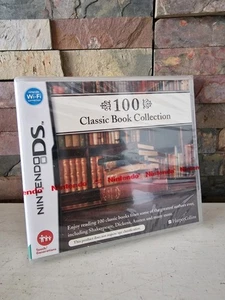 Wi-Fi
100
Classic Book Collection
NINTENDO DS
Nintendo Nintendo
Enjoy reading 100 classic books from some of the greatest authors ever,
including Shakespeare, Dickens, Austen and many more.
HarperCollins